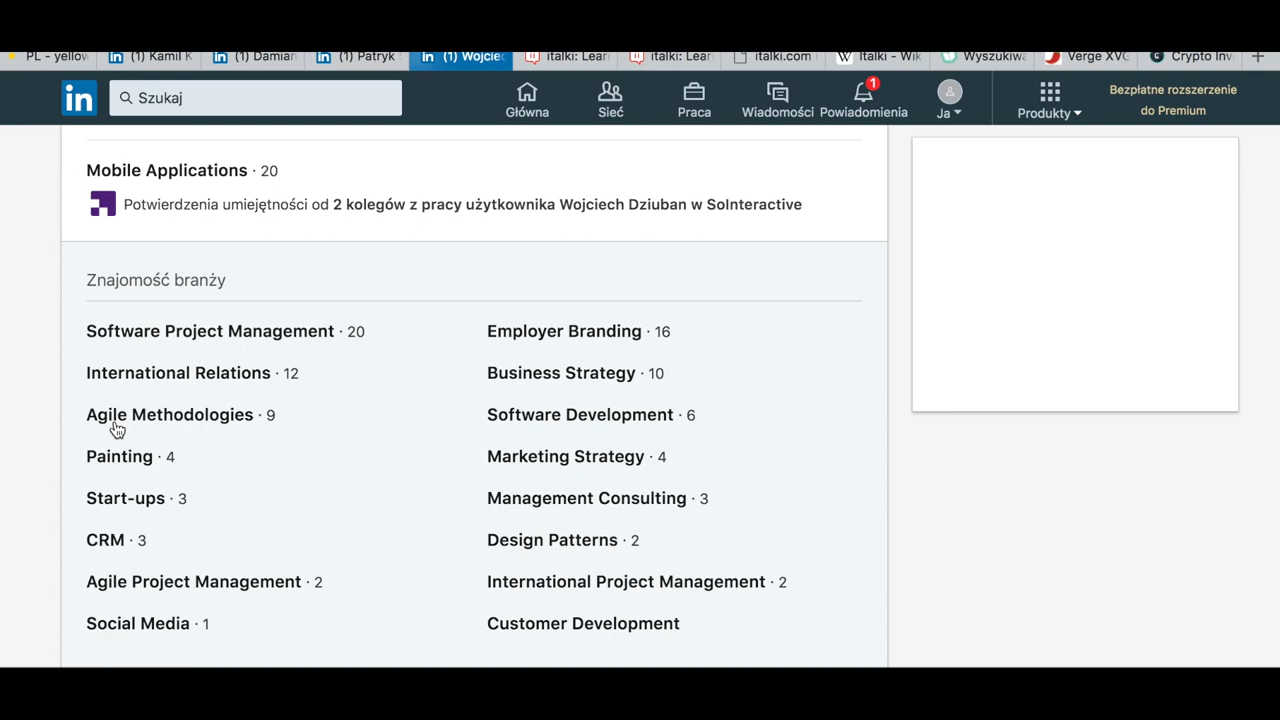 PL - yellow (1) Kamil K (1) Damian (1) Patryk (1) Wojciec italki: Lear italki: Lear italki.com Italki - Wik Wyszukiwa Verge XVG Crypto Inv
in Szukaj Główna Sieć Praca Wiadomości 1 Powiadomienia Ja Produkty Bezpłatne rozszerzenie do Premium
Mobile Applications · 20
Potwierdzenia umiejętności od 2 kolegów z pracy użytkownika Wojciech Dziuban w SoInteractive
Znajomość branży
Software Project Management · 20 Employer Branding · 16
International Relations · 12 Business Strategy · 10
Agile Methodologies · 9 Software Development · 6
Painting · 4 Marketing Strategy · 4
Start-ups · 3 Management Consulting · 3
CRM · 3 Design Patterns · 2
Agile Project Management · 2 International Project Management · 2
Social Media · 1 Customer Development